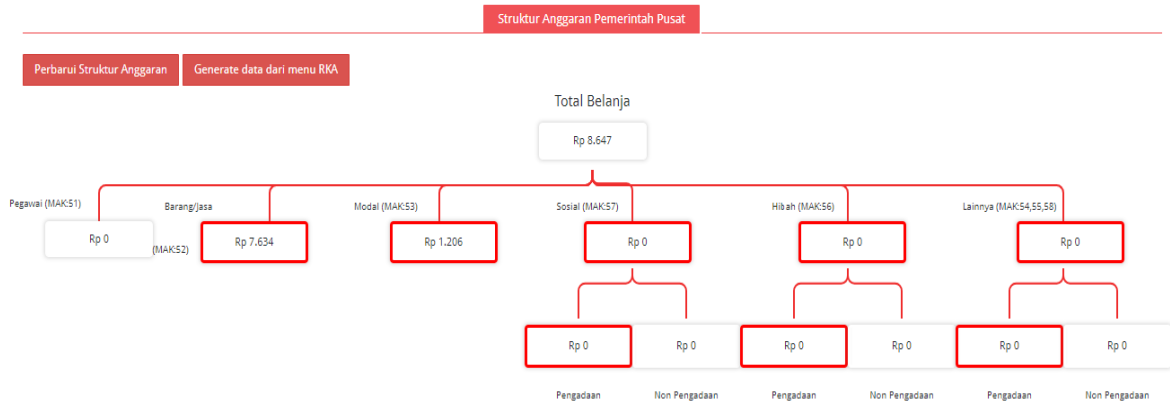 Struktur Anggaran Pemerintah Pusat
Perbarui Struktur Anggaran
Generate data dari menu RKA
Total Belanja
Rp 8.647
Pegawai (MAK:51)
Barang/Jasa
Modal (MAK:53)
Sosial (MAK:57)
Hibah (MAK:56)
Lainnya (MAK:54,55,58)
Rp 0
(MAK:52)
Rp 7.634
Rp 1.206
Rp 0
Rp 0
Rp 0
Rp 0
Rp 0
Rp 0
Rp 0
Rp 0
Rp 0
Pengadaan
Non Pengadaan
Pengadaan
Non Pengadaan
Pengadaan
Non Pengadaan